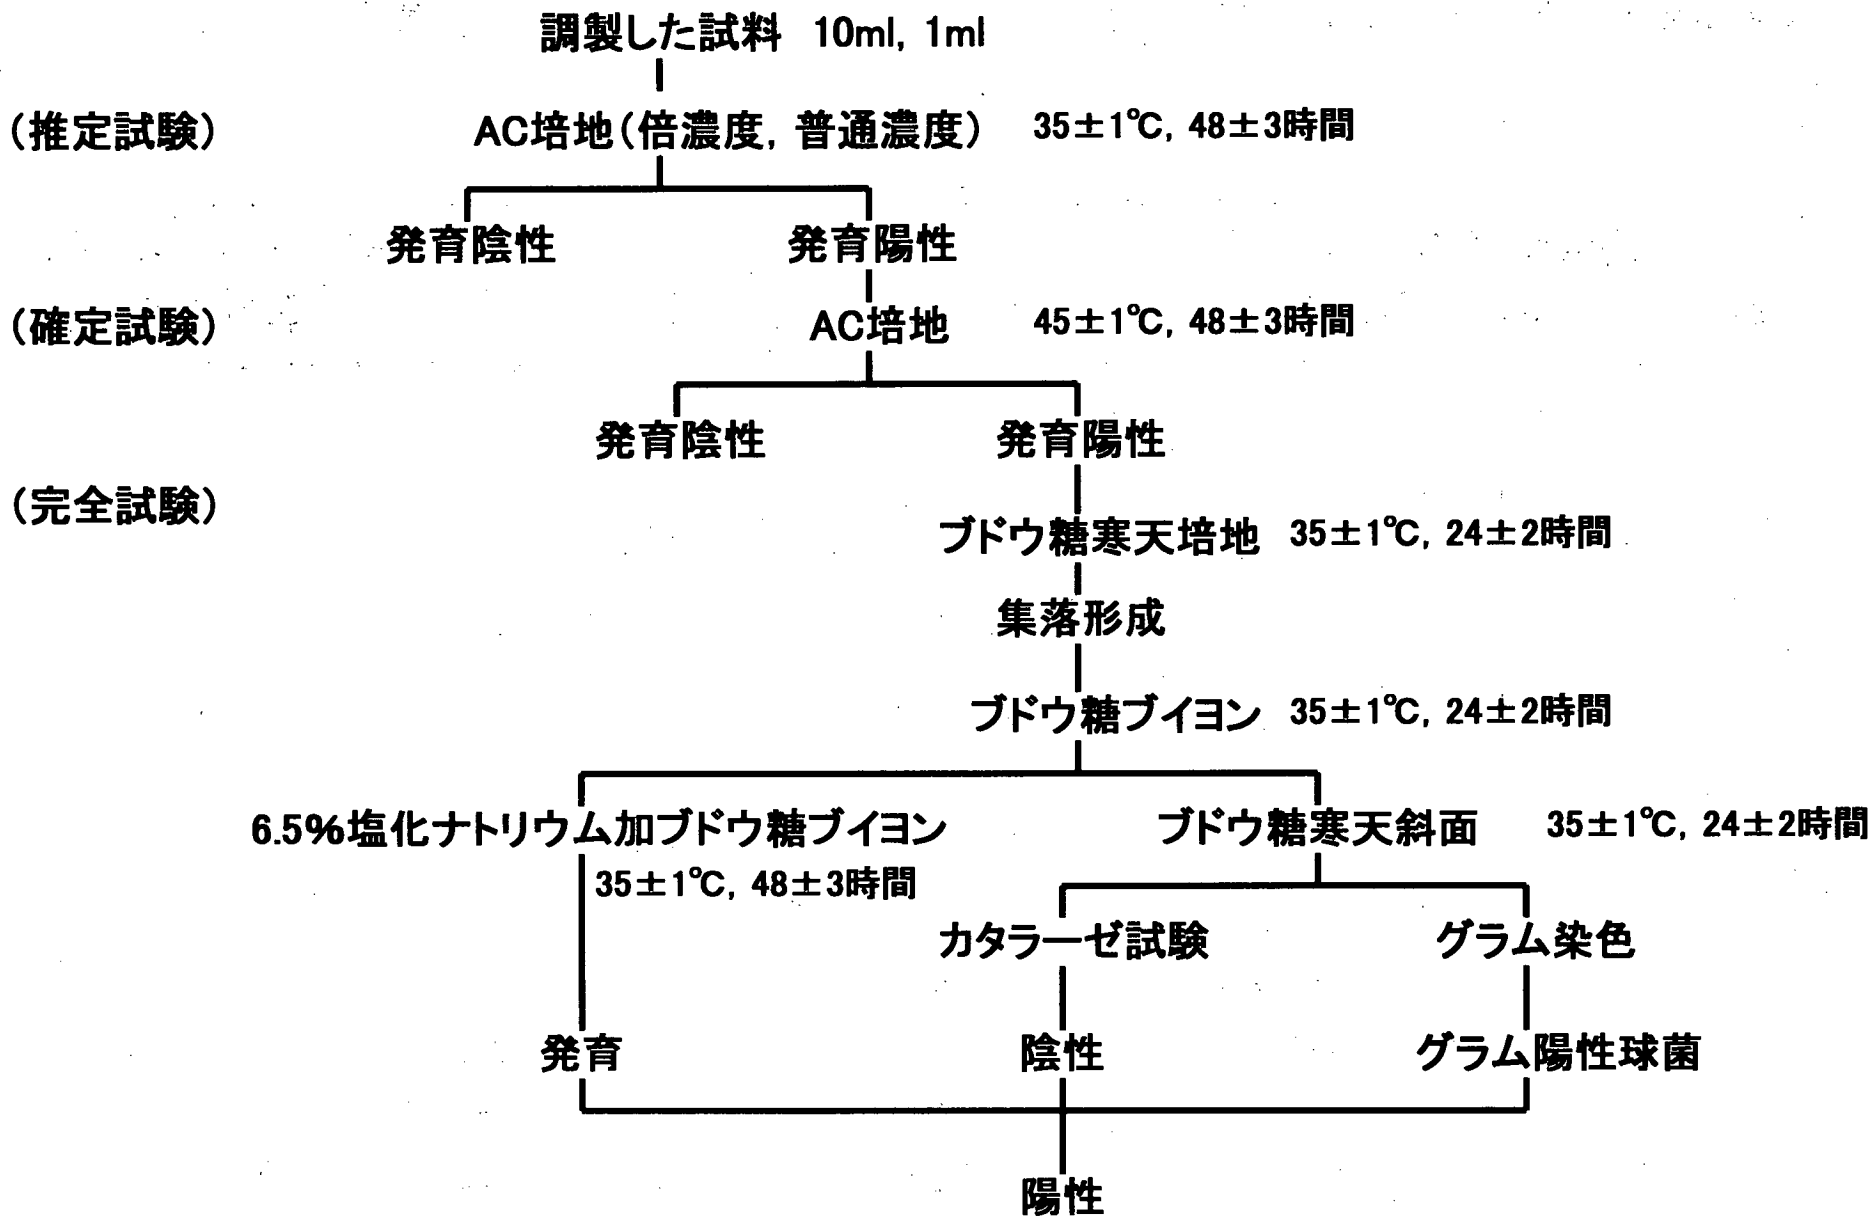 調製した試料 10ml, 1ml
(推定試験) AC培地(倍濃度, 普通濃度) 35±1℃, 48±3時間
発育陰性 発育陽性
(確定試験) AC培地 45±1℃, 48±3時間
発育陰性 発育陽性
(完全試験)
ブドウ糖寒天培地 35±1℃, 24±2時間
集落形成
ブドウ糖ブイヨン 35±1℃, 24±2時間
6.5%塩化ナトリウム加ブドウ糖ブイヨン ブドウ糖寒天斜面 35±1℃, 24±2時間
35±1℃, 48±3時間
カタラーゼ試験 グラム染色
発育 陰性 グラム陽性球菌
陽性